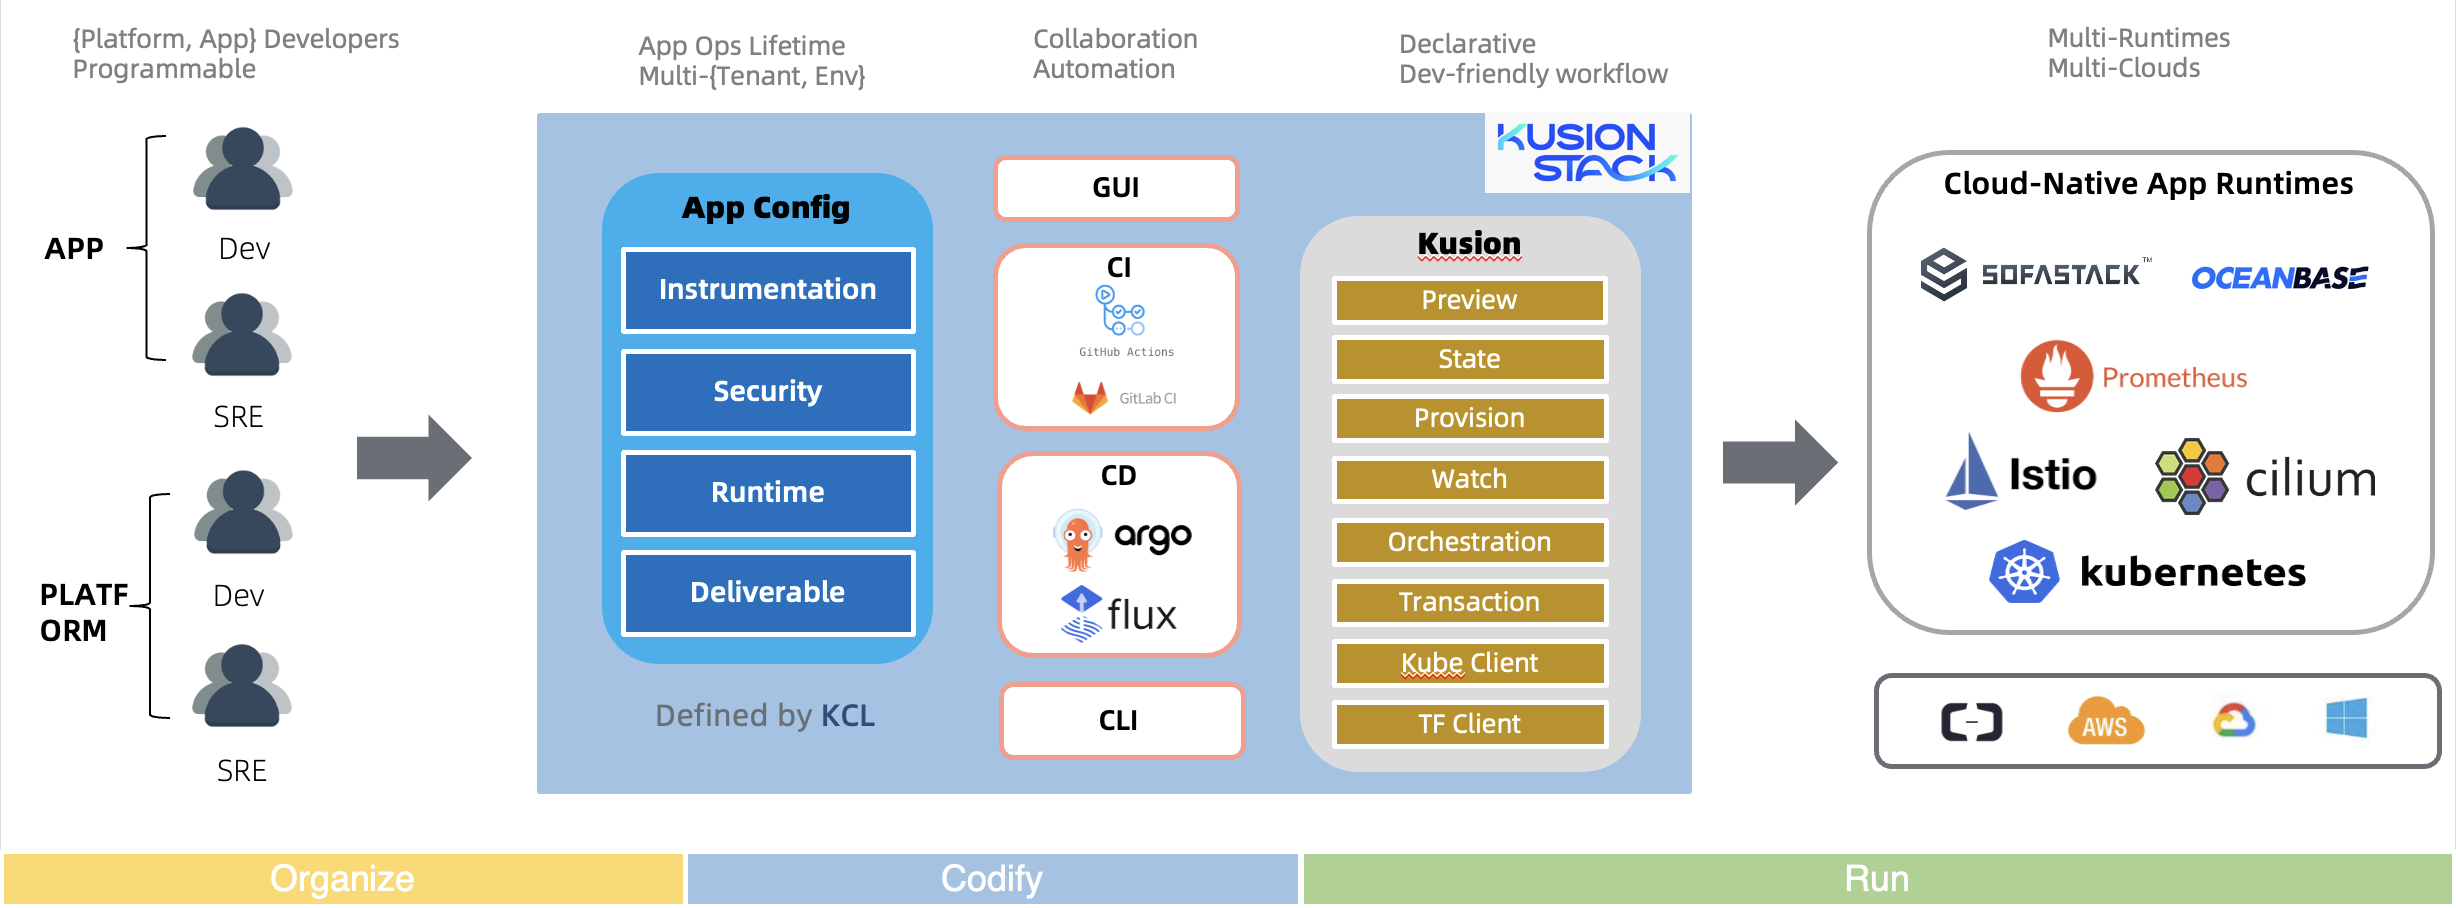 {Platform, App} Developers
Programmable
App Ops Lifetime
Multi-{Tenant, Env}
Collaboration
Automation
Declarative
Dev-friendly workflow
Multi-Runtimes
Multi-Clouds
APP
Dev
SRE
PLATF
ORM
Dev
SRE
App Config
Instrumentation
Security
Runtime
Deliverable
Defined by KCL
GUI
CI
GitHub Actions
GitLab CI
CD
argo
flux
CLI
KUSION
STACK
Kusion
Preview
State
Provision
Watch
Orchestration
Transaction
Kube Client
TF Client
Cloud-Native App Runtimes
SOFASTACK™
OCEANBASE
Prometheus
Istio
cilium
kubernetes
AWS
Organize
Codify
Run